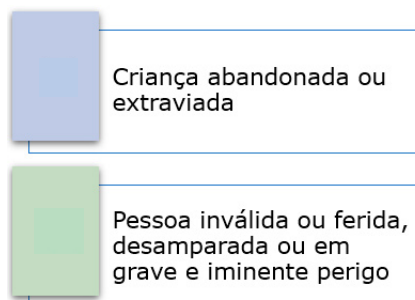 Criança abandonada ou
extraviada
Pessoa inválida ou ferida,
desamparada ou em
grave e iminente perigo